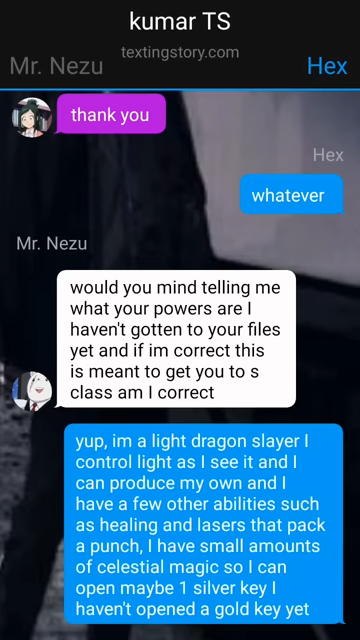 kumar TS
textingstory.com
Mr. Nezu
Hex
thank you
Hex
whatever
Mr. Nezu
would you mind telling me
what your powers are I
haven't gotten to your files
yet and if im correct this
is meant to get you to s
class am I correct
yup, im a light dragon slayer I
control light as I see it and I
can produce my own and I
have a few other abilities such
as healing and lasers that pack
a punch, I have small amounts
of celestial magic so I can
open maybe 1 silver key I
haven't opened a gold key yet